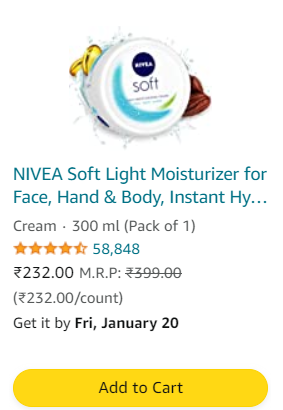 NIVEA
soft
NIVEA Soft Light Moisturizer for
Face, Hand & Body, Instant Hy...
Cream · 300 ml (Pack of 1)
58,848
₹232.00 M.R.P: ₹399.00
(₹232.00/count)
Get it by Fri, January 20
Add to Cart